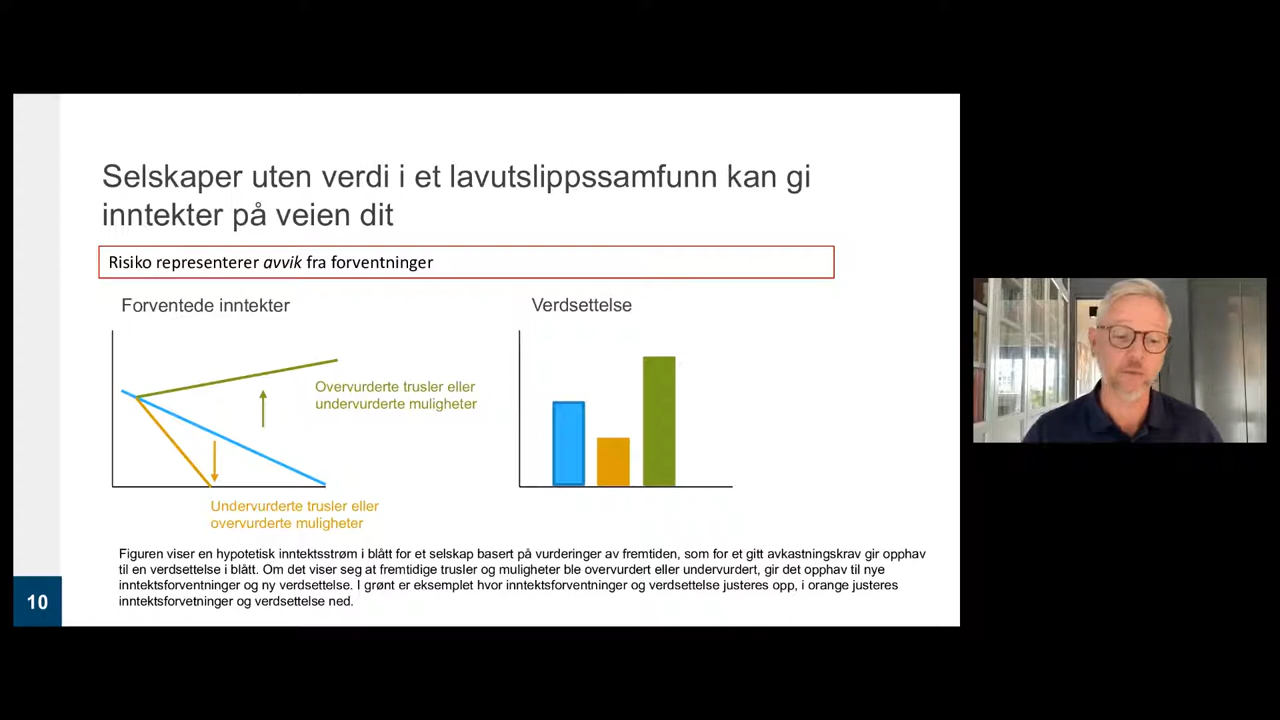 Selskaper uten verdi i et lavutslippssamfunn kan gi
inntekter på veien dit
Risiko representerer avvik fra forventninger
Forventede inntekter
Verdsettelse
Overvurderte trusler eller
undervurderte muligheter
Undervurderte trusler eller
overvurderte muligheter
Figuren viser en hypotetisk inntektsstrøm i blått for et selskap basert på vurderinger av fremtiden, som for et gitt avkastningskrav gir opphav
til en verdsettelse i blått. Om det viser seg at fremtidige trusler og muligheter ble overvurdert eller undervurdert, gir det opphav til nye
inntektsforventninger og ny verdsettelse. I grønt er eksemplet hvor inntektsforventninger og verdsettelse justeres opp, i orange justeres
inntektsforvetninger og verdsettelse ned.
10